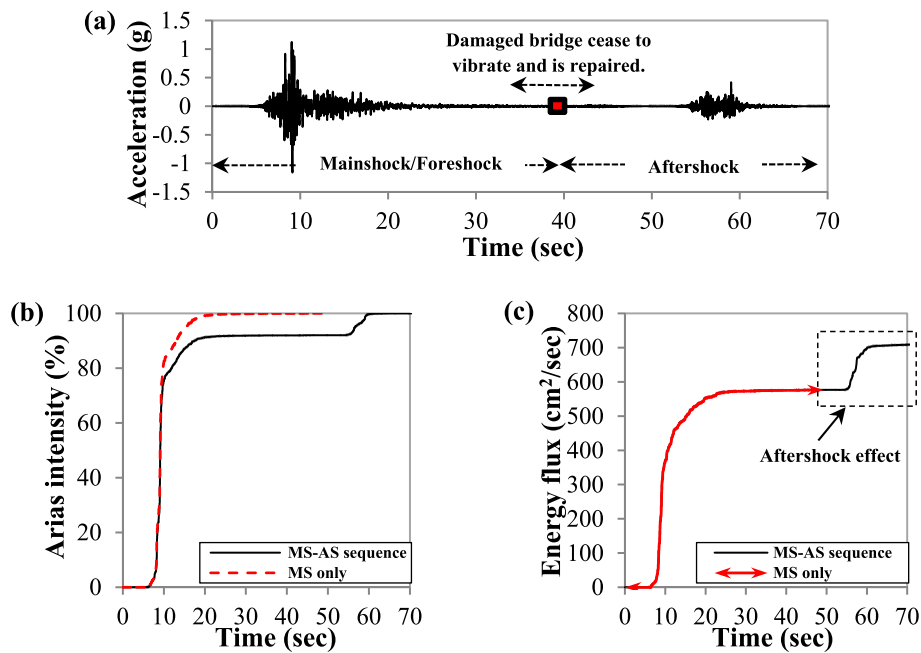 (a)
Acceleration (g)
1.5
1
0.5
0
-0.5
-1
-1.5
Damaged bridge cease to
vibrate and is repaired.
Mainshock/Foreshock
Aftershock
0 10 20 30 40 50 60 70
Time (sec)
(b)
Arias intensity (%)
100
80
60
40
20
0
MS-AS sequence
MS only
0 10 20 30 40 50 60 70
Time (sec)
(c)
Energy flux (cm²/sec)
800
700
600
500
400
300
200
100
0
Aftershock effect
MS-AS sequence
MS only
0 10 20 30 40 50 60 70
Time (sec)